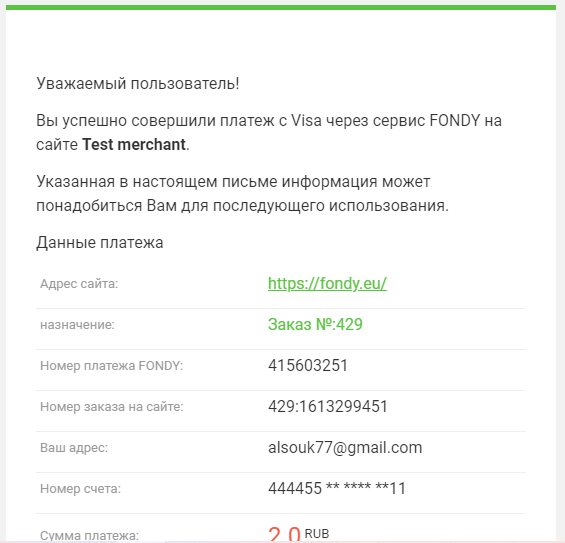 Уважаемый пользователь!
Вы успешно совершили платеж с Visa через сервис FONDY на
сайте Test merchant.
Указанная в настоящем письме информация может
понадобиться Вам для последующего использования.
Данные платежа
Адрес сайта: https://fondy.eu/
назначение: Заказ №:429
Номер платежа FONDY: 415603251
Номер заказа на сайте: 429:1613299451
Ваш адрес: alsouk77@gmail.com
Номер счета: 444455 ** **** **11
Сумма платежа: 2.0 RUB